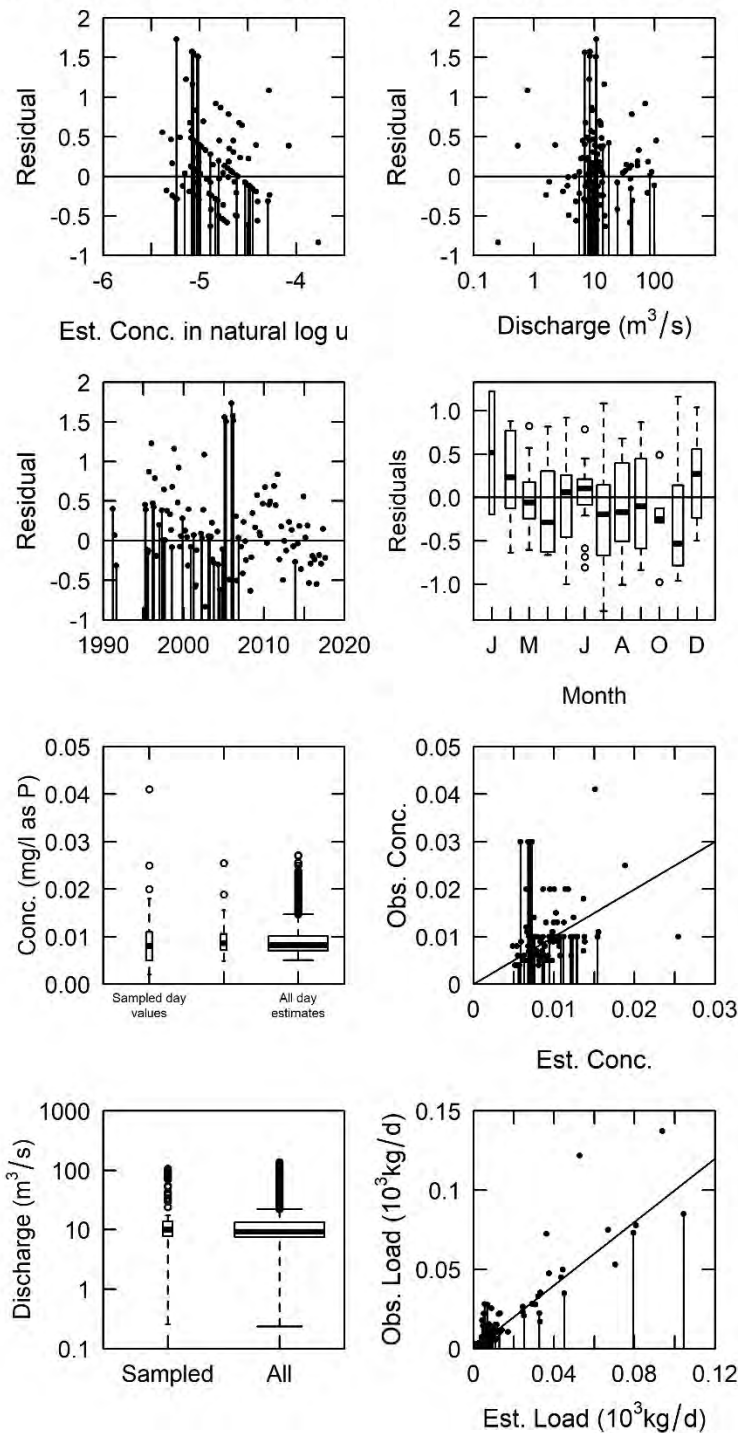 2
1.5
1
0.5
0
-0.5
-1
Residual
-6 -5 -4
Est. Conc. in natural log u
2
1.5
1
0.5
0
-0.5
-1
Residual
0.1 1 10 100
Discharge (m³/s)
2
1.5
1
0.5
0
-0.5
-1
Residual
1990 2000 2010 2020
1.0
0.5
0.0
-0.5
-1.0
Residuals
J M J A O D
Month
0.05
0.04
0.03
0.02
0.01
0.00
Conc. (mg/l as P)
Sampled day
values
All day
estimates
0.05
0.04
0.03
0.02
0.01
0
Obs. Conc.
0 0.01 0.02 0.03
Est. Conc.
1000
100
10
1
0.1
Discharge (m³/s)
Sampled All
0.15
0.10
0.05
0
Obs. Load (10³kg/d)
0 0.04 0.08 0.12
Est. Load (10³kg/d)